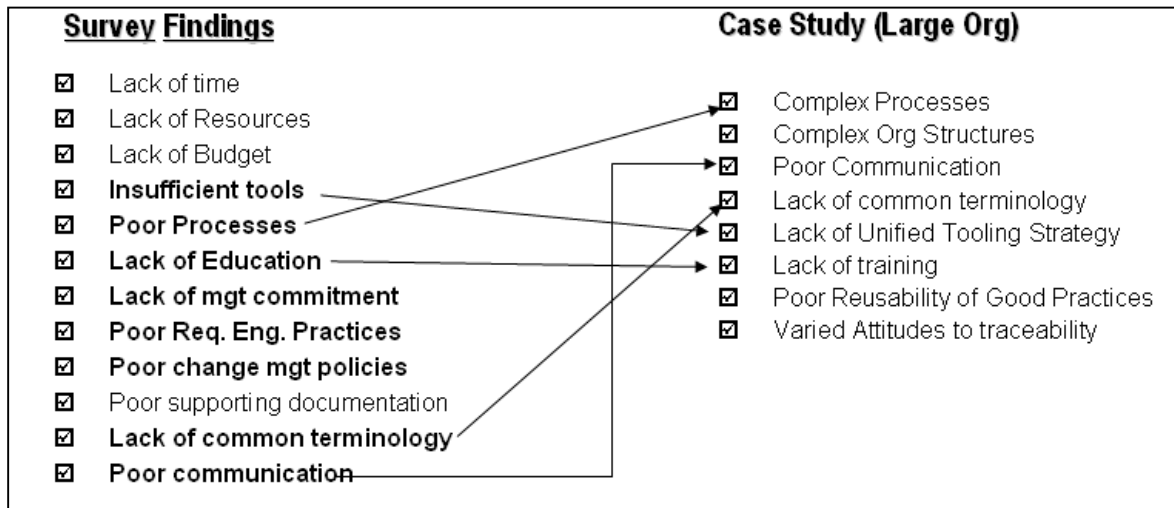 Survey Findings
Lack of time
Lack of Resources
Lack of Budget
Insufficient tools
Poor Processes
Lack of Education
Lack of mgt commitment
Poor Req. Eng. Practices
Poor change mgt policies
Poor supporting documentation
Lack of common terminology
Poor communication
Case Study (Large Org)
Complex Processes
Complex Org Structures
Poor Communication
Lack of common terminology
Lack of Unified Tooling Strategy
Lack of training
Poor Reusability of Good Practices
Varied Attitudes to traceability